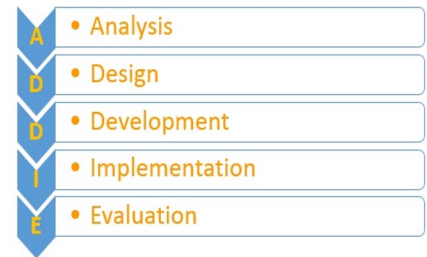 A • Analysis
D • Design
D • Development
I • Implementation
E • Evaluation